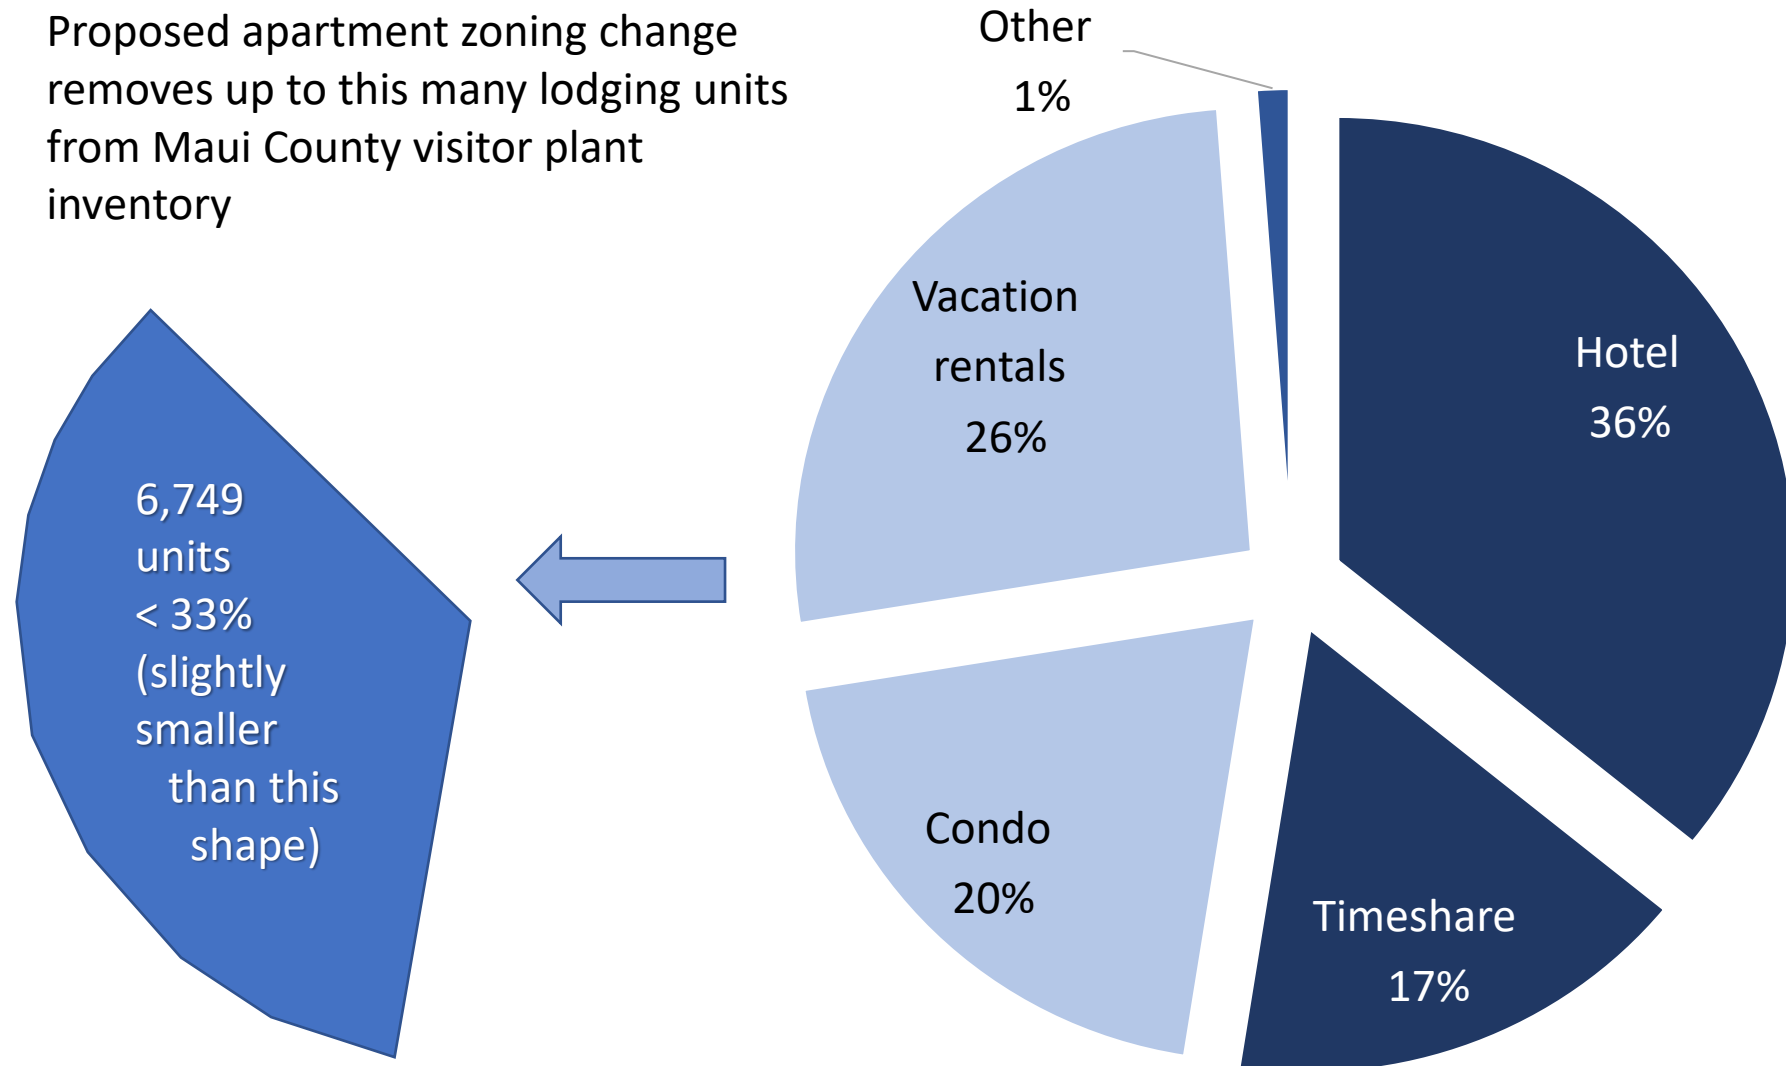 Proposed apartment zoning change
removes up to this many lodging units
from Maui County visitor plant
inventory
6,749
units
< 33%
(slightly
smaller
than this
shape)
Other
1%
Vacation
rentals
26%
Hotel
36%
Condo
20%
Timeshare
17%